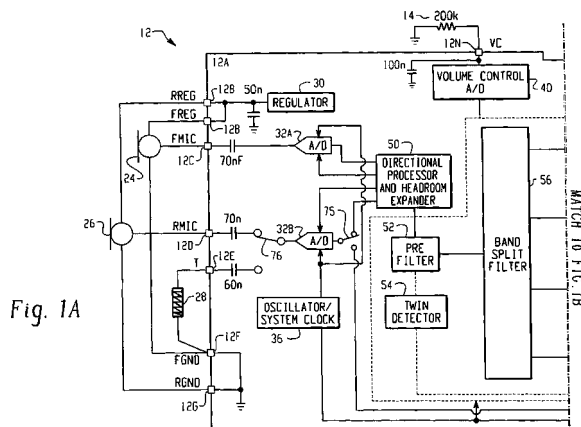 14 200k
12
12A
12N VC
100n
VOLUME CONTROL
A/D
40
RREG 12B 50n
REGULATOR 30
FREG 12B
FMIC 32A
A/D
24 12C 70nF
50
DIRECTIONAL
PROCESSOR
AND HEADROOM
EXPANDER
56
26 RMIC 70n 32B A/D 75
12D 76
T 12E
60n
28
52
PRE
FILTER
54
TWIN
DETECTOR
BAND
SPLIT
FILTER
OSCILLATOR/
SYSTEM CLOCK
36
12F
FGND
RGND
12G
MATCH TO FIG. 1B
Fig. 1A